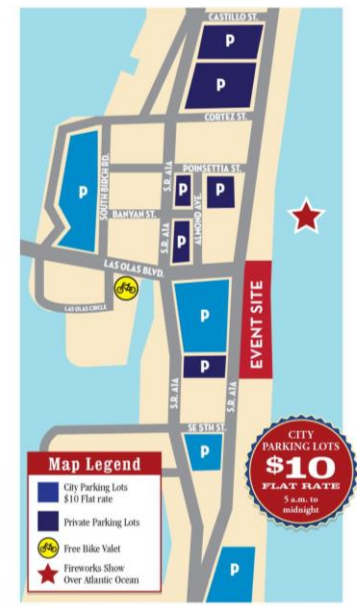 CASTILLO ST.
P
P
CORTEZ ST.
P
SOUTH BIRCH RD.
S.R. A1A
POINSETTIA ST.
P
P
BANYAN ST.
S.R. A1A
P
ALMOND AVE.
LAS OLAS BLVD.
LAS OLAS CIRCLE
P
EVENT SITE
P
S.R. A1A
S.R. A1A
SE 5TH ST.
P
P
CITY
PARKING LOTS
$10
FLAT RATE
5 a.m. to
midnight
Map Legend
City Parking Lots
$10 Flat rate
Private Parking Lots
Free Bike Valet
Fireworks Show
Over Atlantic Ocean